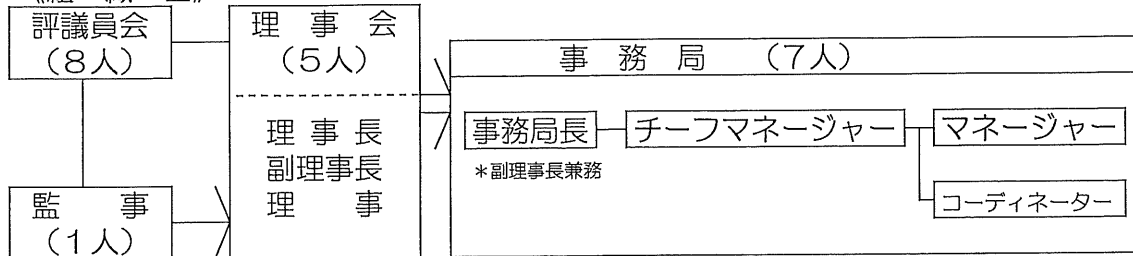 評議員会
（8人）
理事会
（5人）
理事長
副理事長
理事
監事
（1人）
事務局（7人）
事務局長
チーフマネージャー
マネージャー
＊副理事長兼務
コーディネーター